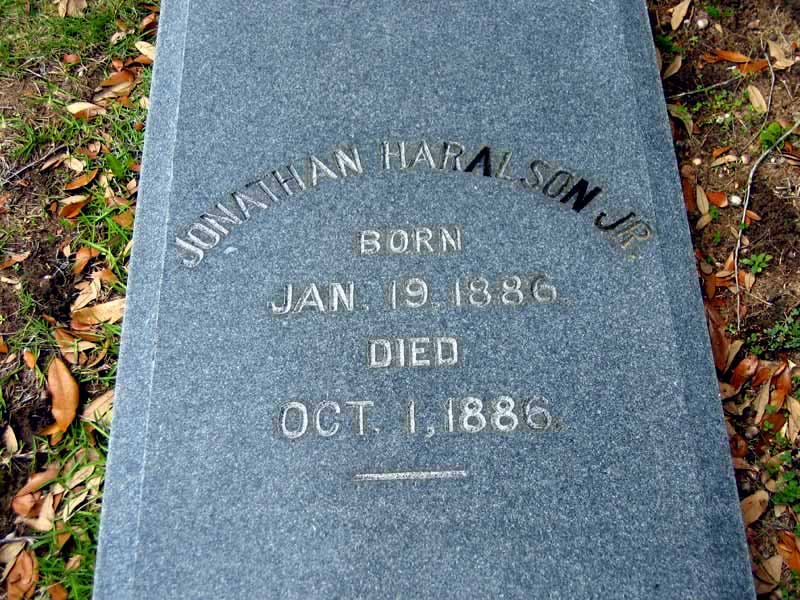 JONATHAN HARALSON JR.
BORN
JAN. 19, 1886.
DIED
OCT. 1, 1886.